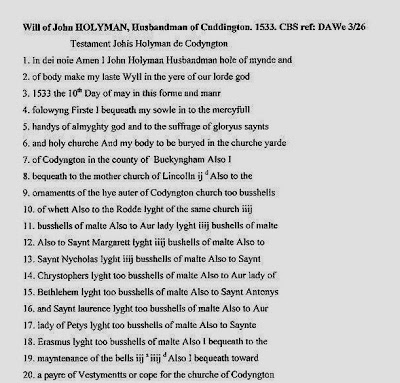 Will of John HOLYMAN, Husbandman of Cuddington. 1533. CBS ref: DAWe 3/26
Testament Johis Holyman de Codyngton
1. In dei noie Amen I John Holyman Husbandman hole of mynde and
2. of body make my laste Wyll in the yere of our lorde god
3. 1533 the 10th Day of may in this forme and manr
4. folowyng Firste I bequeath my sowle in to the mercyfull
5. handys of almyghty god and to the suffrage of gloryus saynts
6. and holy churche And my body to be buryed in the churche yarde
7. of Codyngton in the county of Buckyngham Also I
8. bequeath to the mother church of Lincolln ij d Also to the
9. ornamentts of the hye auter of Codyngton church too busshells
10. of whett Also to the Rodde lyght of the same church iiij
11. busshells of malte Also to Aur lady lyght iiij bushells of malte
12. Also to Saynt Margarett lyght iiij bushells of malte Also to
13. Saynt Nycholas lyght iiij busshells of malte Also to Saynt
14. Chrystophers lyght too busshells of malte Also to Aur lady of
15. Bethlehem lyght too busshells of malte Also to Saynt Antonys
16. and Saynt laurence lyght too busshells of malte Also to Aur
17. lady of Petys lyght too busshells of malte Also to Saynte
18. Erasmus lyght too busshells of malte Also I bequeath to the
19. mayntenance of the bells iij s iiij d Also I bequeath toward
20. a payre of Vestymentts or cope for the churche of Codyngton